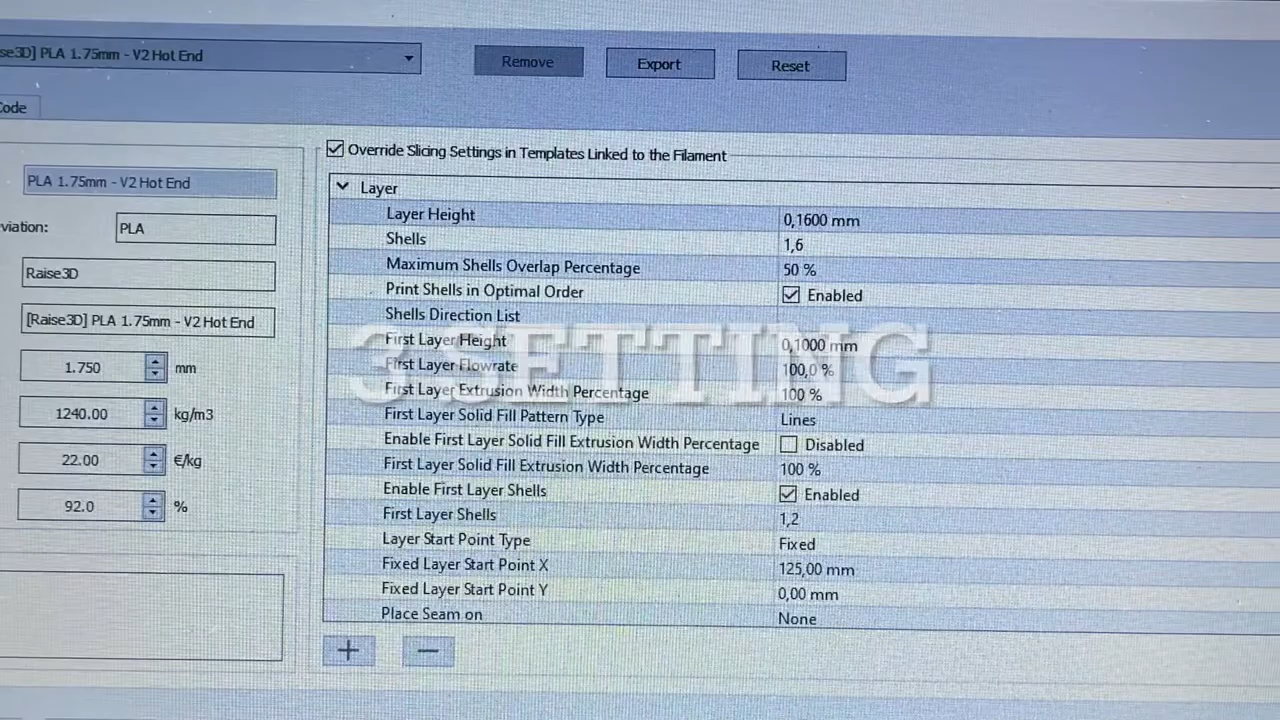 se3D] PLA 1.75mm - V2 Hot End
Remove
Export
Reset
Code
PLA 1.75mm - V2 Hot End
viation:
PLA
Raise3D
[Raise3D] PLA 1.75mm - V2 Hot End
1.750 mm
1240.00 kg/m3
22.00 €/kg
92.0 %
Override Slicing Settings in Templates Linked to the Filament
Layer
Layer Height 0,1600 mm
Shells 1,6
Maximum Shells Overlap Percentage 50 %
Print Shells in Optimal Order Enabled
Shells Direction List
First Layer Height 0,1000 mm
First Layer Flowrate 100,0 %
First Layer Extrusion Width Percentage 100 %
First Layer Solid Fill Pattern Type Lines
Enable First Layer Solid Fill Extrusion Width Percentage Disabled
First Layer Solid Fill Extrusion Width Percentage 100 %
Enable First Layer Shells Enabled
First Layer Shells 1,2
Layer Start Point Type Fixed
Fixed Layer Start Point X 125,00 mm
Fixed Layer Start Point Y 0,00 mm
Place Seam on None
+ −
3 SETTING